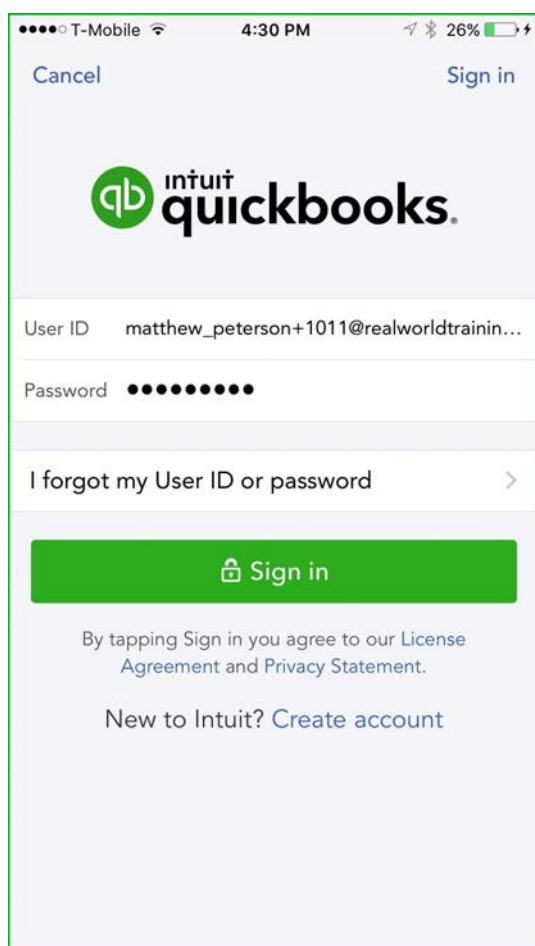 T-Mobile 4:30 PM 26%
Cancel Sign in
qb intuit
quickbooks.
User ID matthew_peterson+1011@realworldtrainin...
Password •••••••••
I forgot my User ID or password
Sign in
By tapping Sign in you agree to our License
Agreement and Privacy Statement.
New to Intuit? Create account